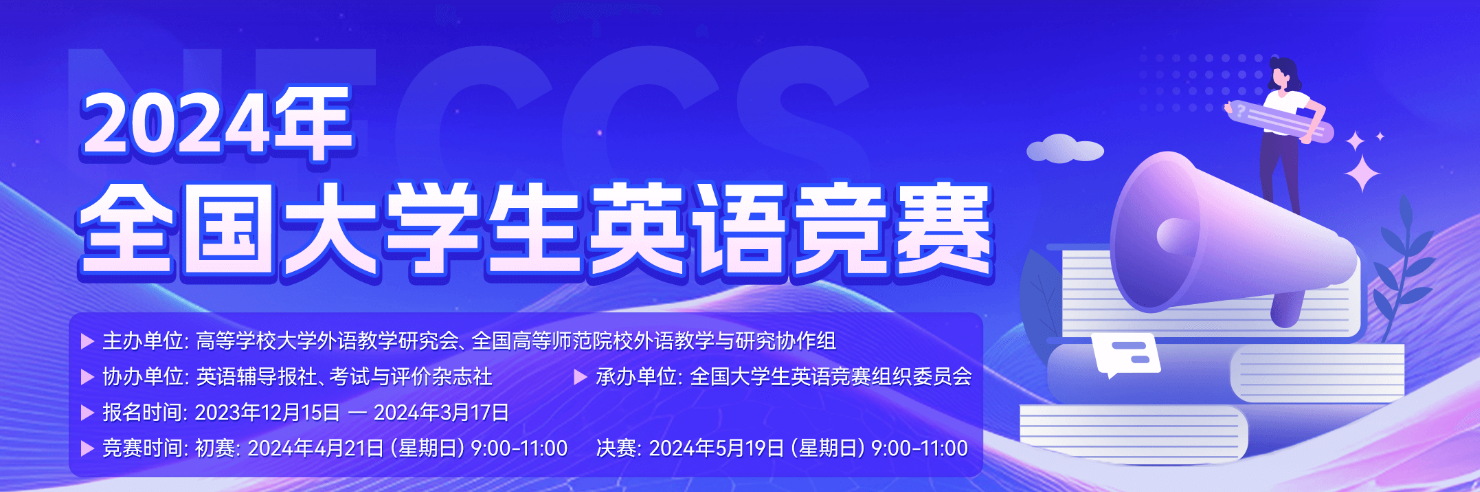 NECCS
2024年
全国大学生英语竞赛
主办单位: 高等学校大学外语教学研究会、全国高等师范院校外语教学与研究协作组
协办单位: 英语辅导报社、考试与评价杂志社 承办单位: 全国大学生英语竞赛组织委员会
报名时间: 2023年12月15日 — 2024年3月17日
竞赛时间: 初赛: 2024年4月21日 (星期日) 9:00-11:00 决赛: 2024年5月19日 (星期日) 9:00-11:00
?